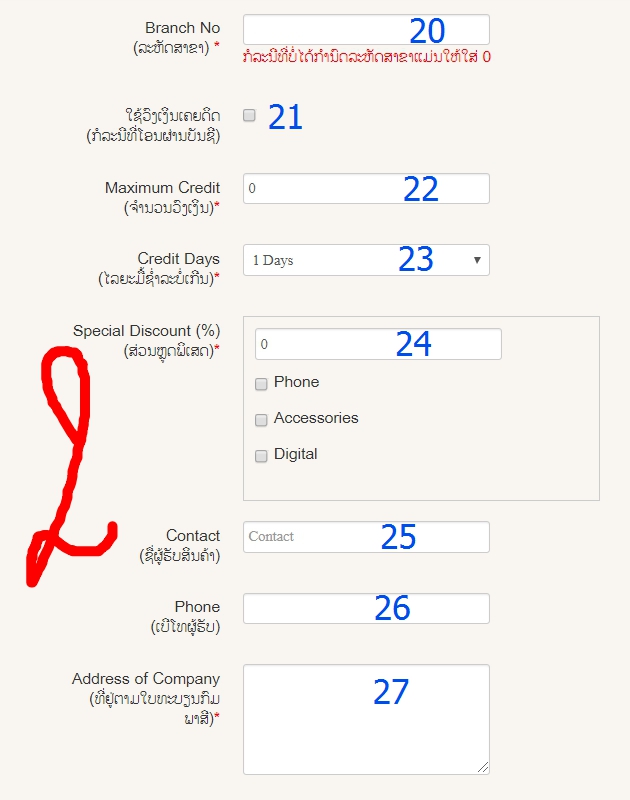 Branch No
20
(ລະຫັດສາຂາ) *
ກໍລະນີທີ່ບໍ່ໄດ້ກຳນົດລະຫັດສາຂາແມ່ນໃຫ້ໃສ່ 0
ໃຊ້ວົງເງິນເຄຍດິດ
21
(ກໍລະນີທີ່ໂອນຜ່ານບັນຊີ)
Maximum Credit
0
22
(ຈຳນວນວົງເງິນ)*
Credit Days
1 Days
23
(ໄລຍະມື້ຊຳລະບໍ່ເກີນ)*
Special Discount (%)
(ສ່ວນຫຼຸດພິເສດ)*
0
24
Phone
Accessories
Digital
2
Contact
Contact
25
(ຊື່ຜູ້ຮັບສິນຄ້າ)
Phone
26
(ເບີໂທຜູ້ຮັບ)
Address of Company
27
(ທີ່ຢູ່ຕາມໃບທະບຽນກົມ
ພາສີ)*